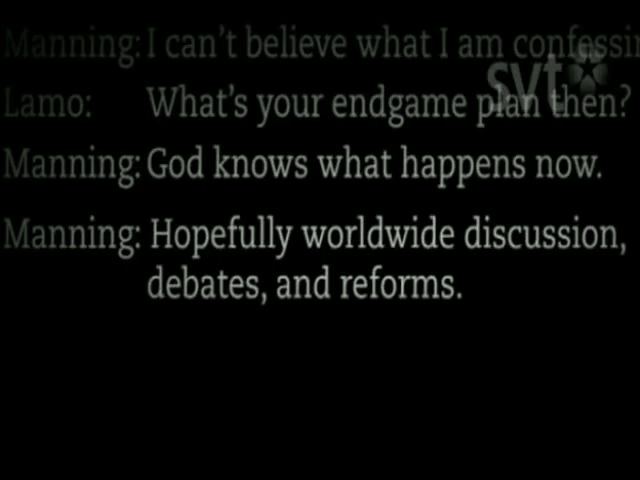 Manning: I can't believe what I am confessi
svt
Lamo: What's your endgame plan then?
Manning: God knows what happens now.
Manning: Hopefully worldwide discussion,
debates, and reforms.